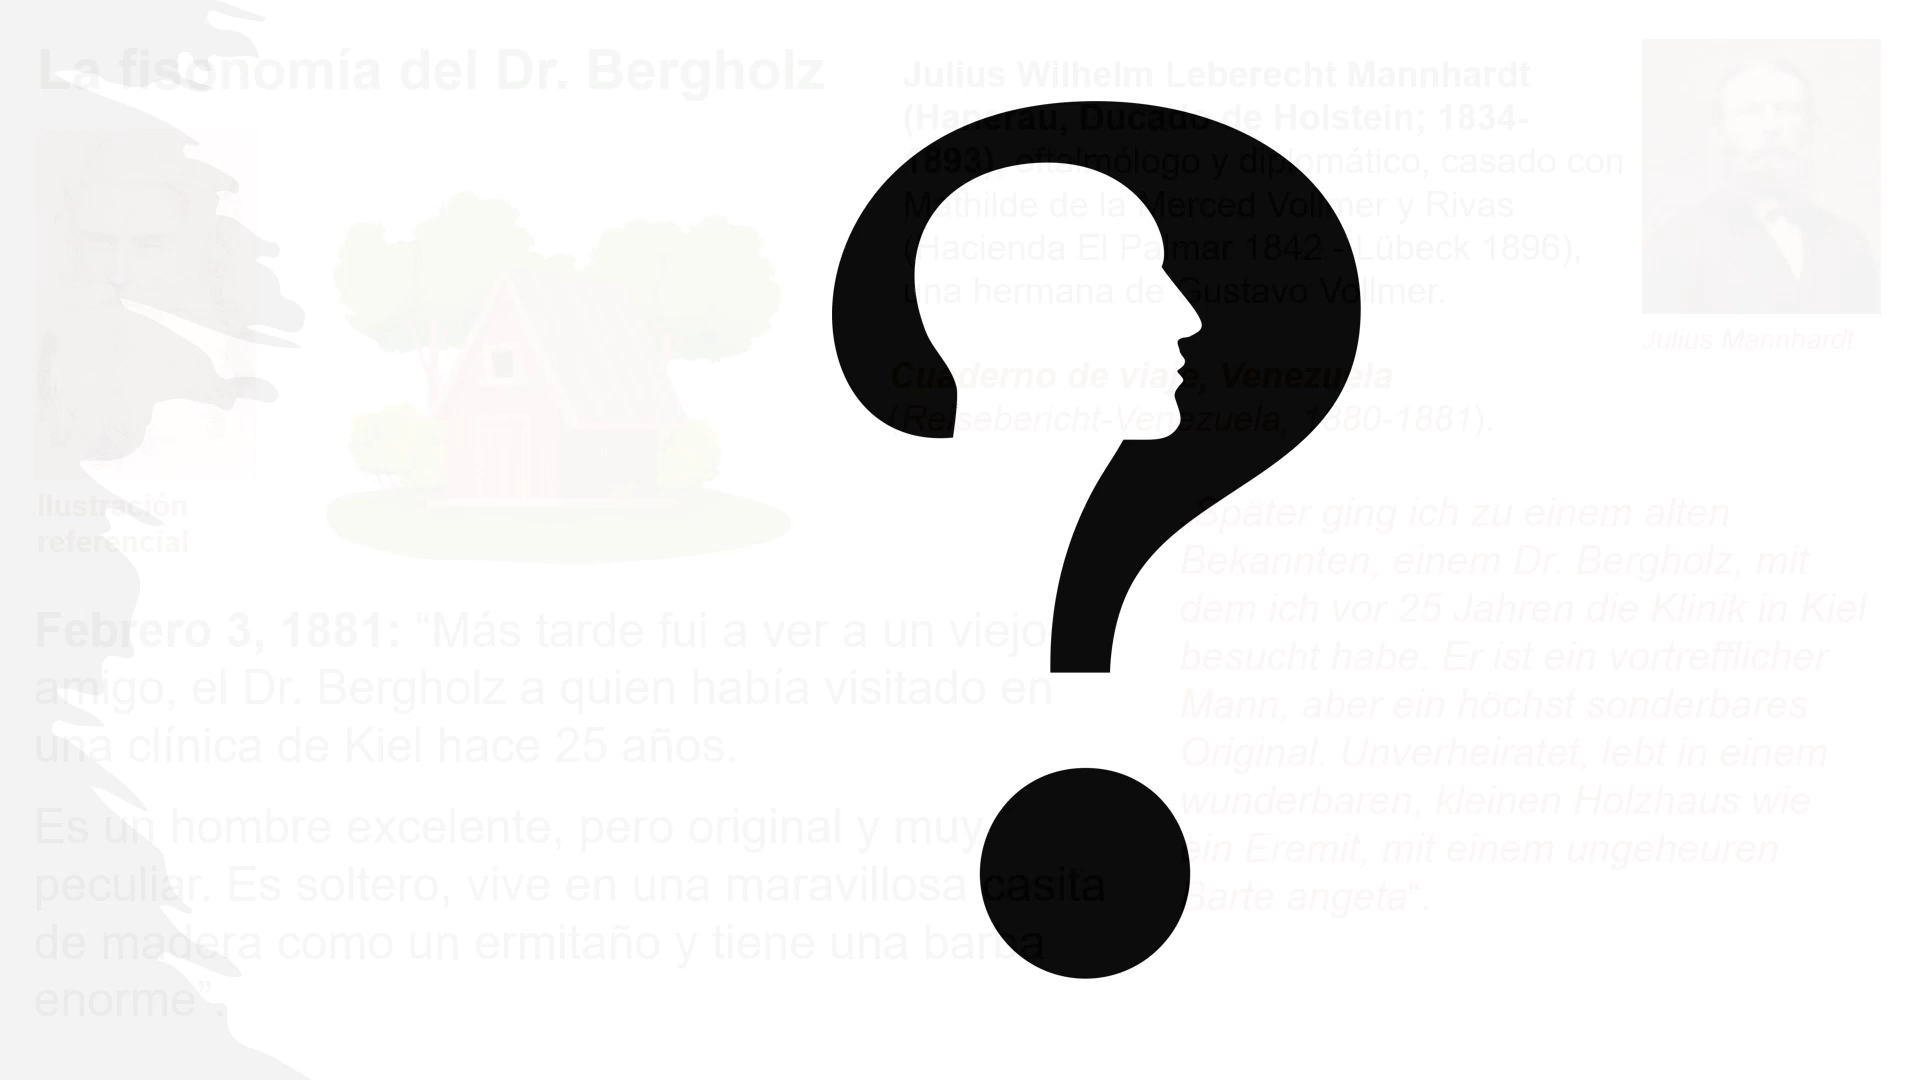 La fisonomía del Dr. Bergholz
Ilustración
referencial
Febrero 3, 1881: “Más tarde fui a ver a un viejo
amigo, el Dr. Bergholz a quien había visitado en
una clínica de Kiel hace 25 años.
Es un hombre excelente, pero original y muy
peculiar. Es soltero, vive en una maravillosa casita
de madera como un ermitaño y tiene una barba
enorme”.
Julius Wilhelm Leberecht Mannhardt
(Hanerau, Ducado de Holstein; 1834-
1893), oftalmólogo y diplomático, casado con
Mathilde de la Merced Vollmer y Rivas
(Hacienda El Palmar 1842 - Lübeck 1896),
una hermana de Gustavo Vollmer.
Julius Mannhardt
Cuaderno de viaje, Venezuela
(Reisebericht-Venezuela, 1880-1881).
Später ging ich zu einem alten
Bekannten, einem Dr. Bergholz, mit
dem ich vor 25 Jahren die Klinik in Kiel
besucht habe. Er ist ein vortrefflicher
Mann, aber ein höchst sonderbares
Original. Unverheiratet, lebt in einem
wunderbaren, kleinen Holzhaus wie
ein Eremit, mit einem ungeheuren
Barte angeta“.